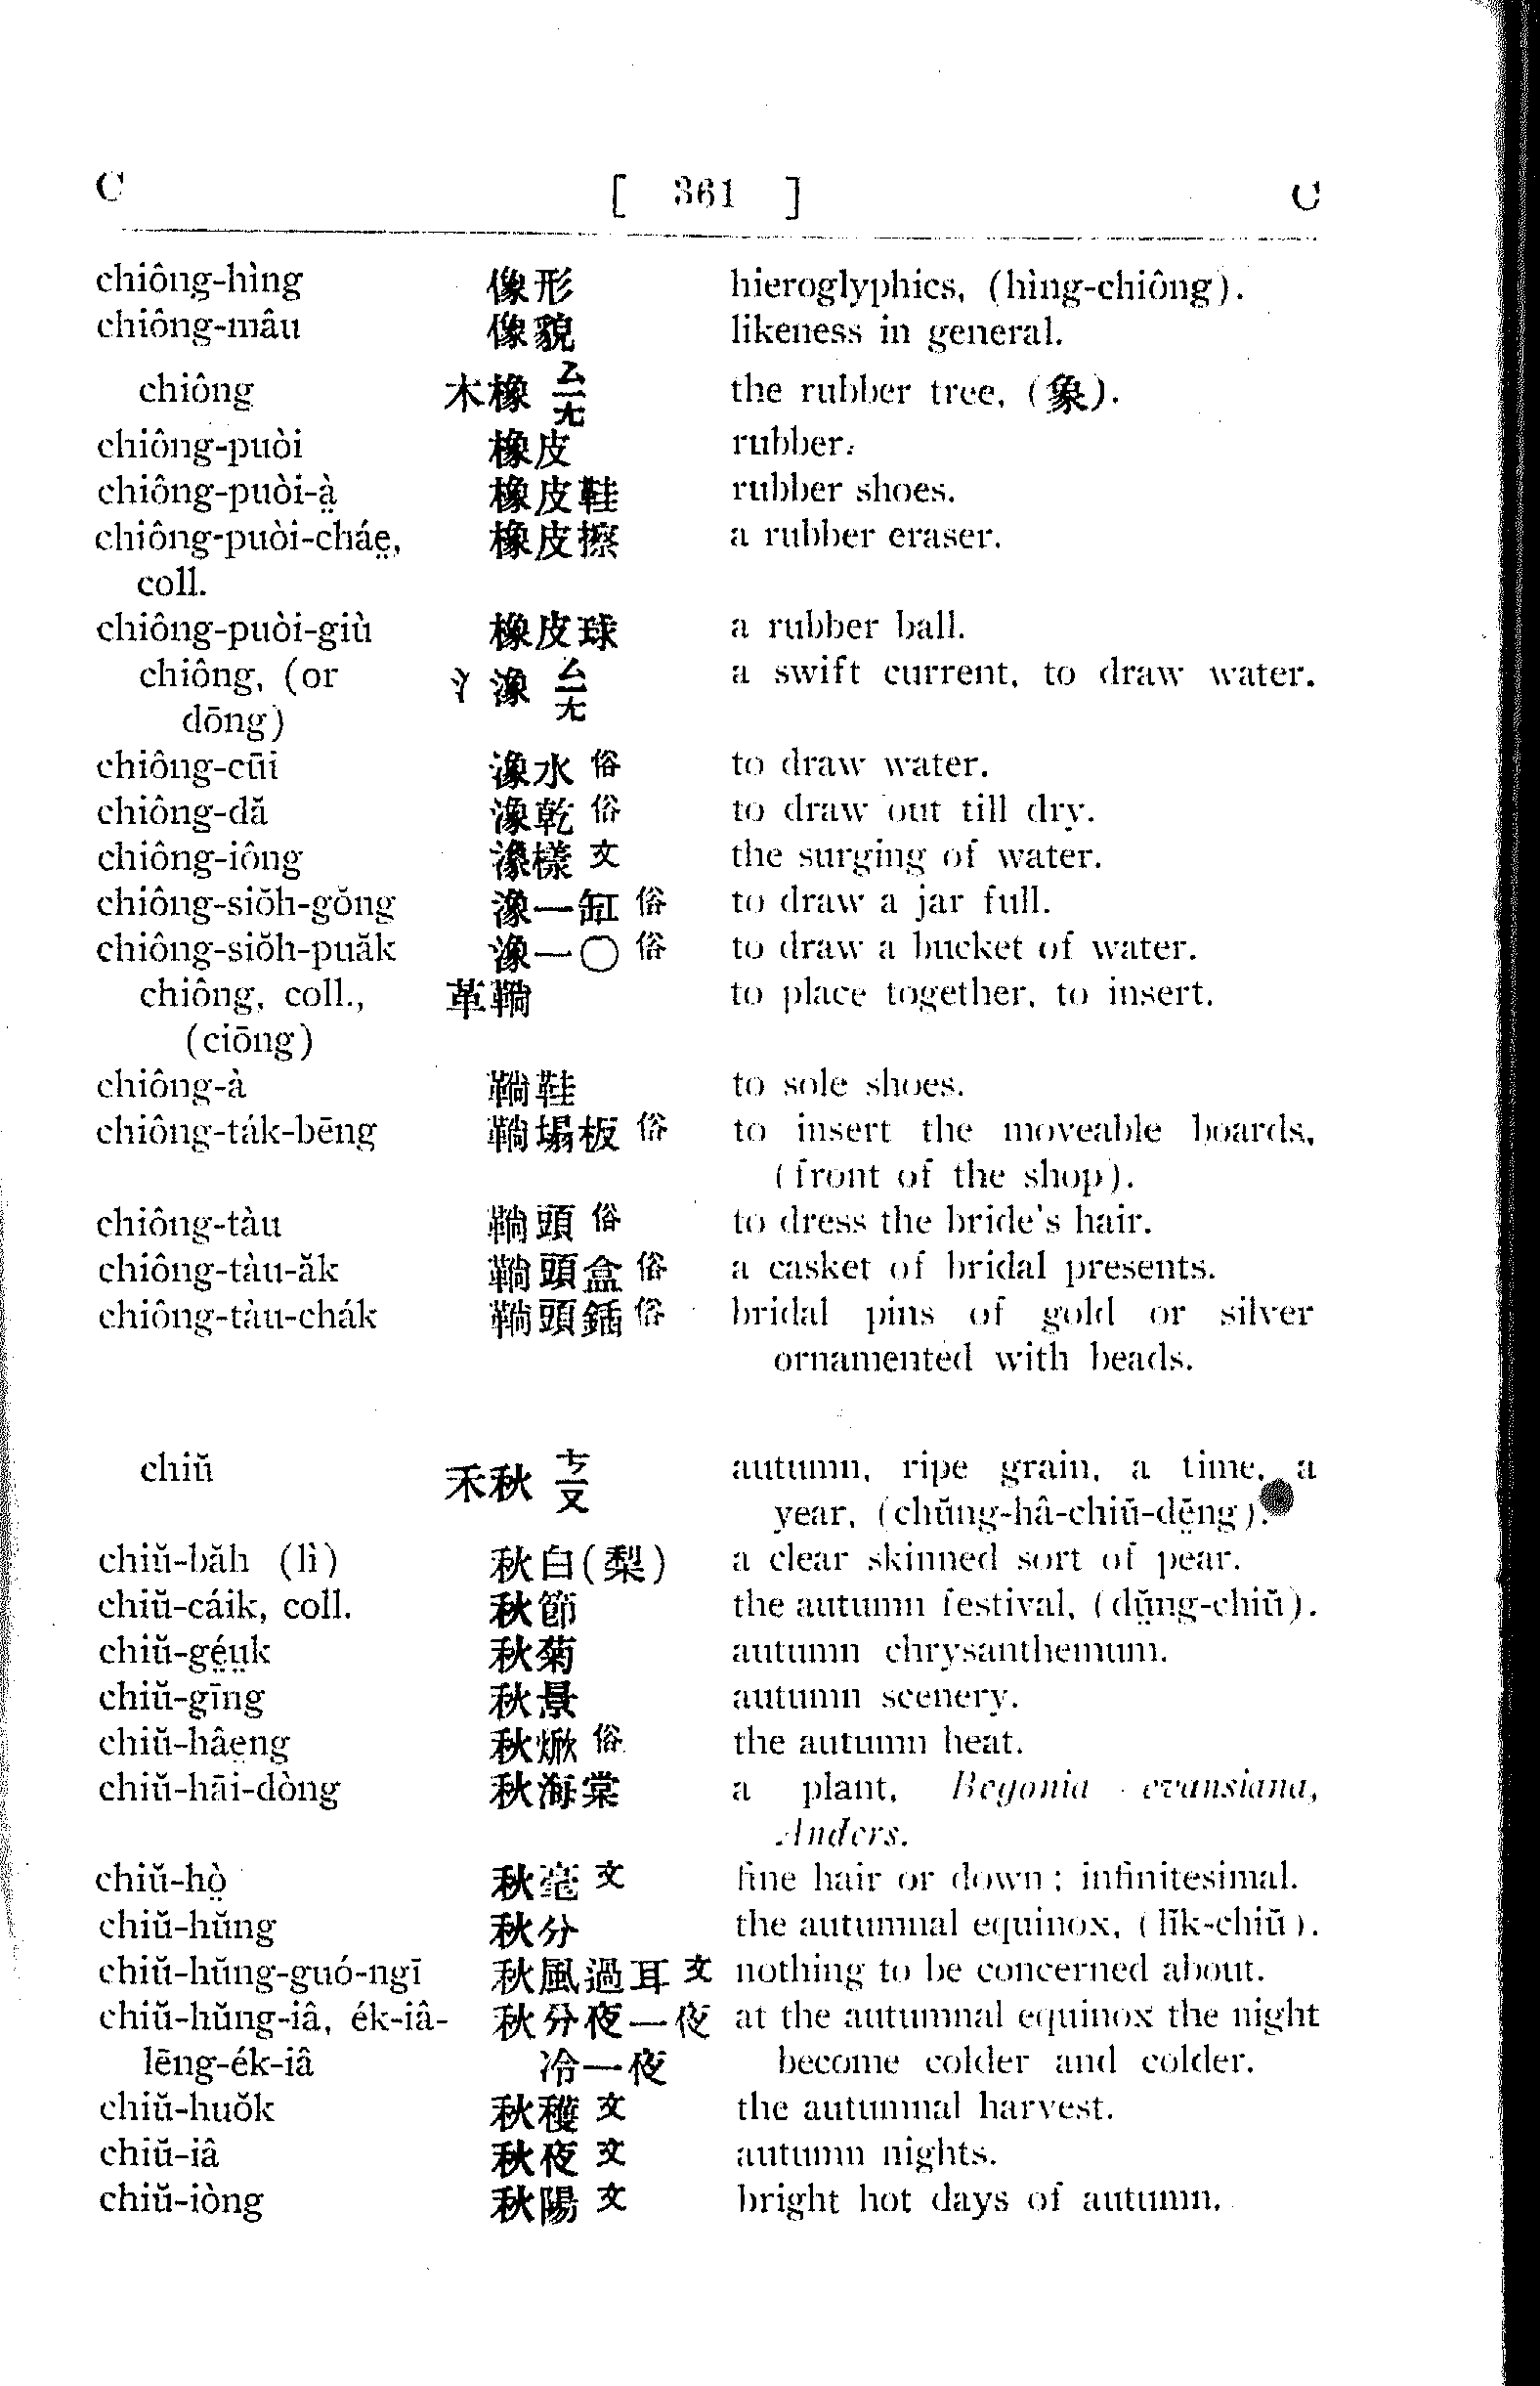 C [ 361 ] C
chiông-hìng 像形 hieroglyphics, (hìng-chiông).
chiông-mâu 像貌 likeness in general.
chiông 木橡 ㄙㄧㄤ the rubber tree, (象).
chiông-puòi 橡皮 rubber.
chiông-puòi-à̤ 橡皮鞋 rubber shoes.
chiông-puòi-cháe̤, 橡皮擦 a rubber eraser.
coll.
chiông-puòi-giù 橡皮球 a rubber ball.
chiông, (or 氵潒 ㄙㄧㄤ a swift current, to draw water.
dōng)
chiông-cūi 潒水 俗 to draw water.
chiông-dă 潒乾 俗 to draw out till dry.
chiông-iông 潒樣 文 the surging of water.
chiông-siŏh-gŏng 潒一缸 俗 to draw a jar full.
chiông-siŏh-puăk 潒一〇 俗 to draw a bucket of water.
chiông, coll., 革鞝 to place together, to insert.
(ciōng)
chiông-à 鞝鞋 to sole shoes.
chiông-ták-bēng 鞝塌板 俗 to insert the moveable boards,
(front of the shop).
chiông-tàu 鞝頭 俗 to dress the bride's hair.
chiông-tàu-ăk 鞝頭盒 俗 a casket of bridal presents.
chiông-tàu-chák 鞝頭鍤 俗 bridal pins of gold or silver
ornamented with beads.
chiŭ 禾秋 ㄘㄧㄡ autumn, ripe grain, a time, a
year, (chŭng-hâ-chiŭ-dĕ̤ng).
chiŭ-băh (lì) 秋白(梨) a clear skinned sort of pear.
chiŭ-cáik, coll. 秋節 the autumn festival, (dṳ̆ng-chiŭ).
chiŭ-gé̤ṳk 秋菊 autumn chrysanthemum.
chiŭ-gīng 秋景 autumn scenery.
chiŭ-hâe̤ng 秋焮 俗 the autumn heat.
chiŭ-hāi-dòng 秋海棠 a plant, Begonia evansiana,
Anders.
chiŭ-hò̤ 秋毫 文 fine hair or down; infinitesimal.
chiŭ-hŭng 秋分 the autumnal equinox, (lĭk-chiŭ).
chiŭ-hŭng-guó-ngī 秋風過耳 文 nothing to be concerned about.
chiŭ-hŭng-iâ, ék-iâ- 秋分夜一夜 at the autumnal equinox the night
lēng-ék-iâ 冷一夜 become colder and colder.
chiŭ-huŏk 秋穫 文 the autumnal harvest.
chiŭ-iâ 秋夜 文 autumn nights.
chiŭ-iòng 秋陽 文 bright hot days of autumn.